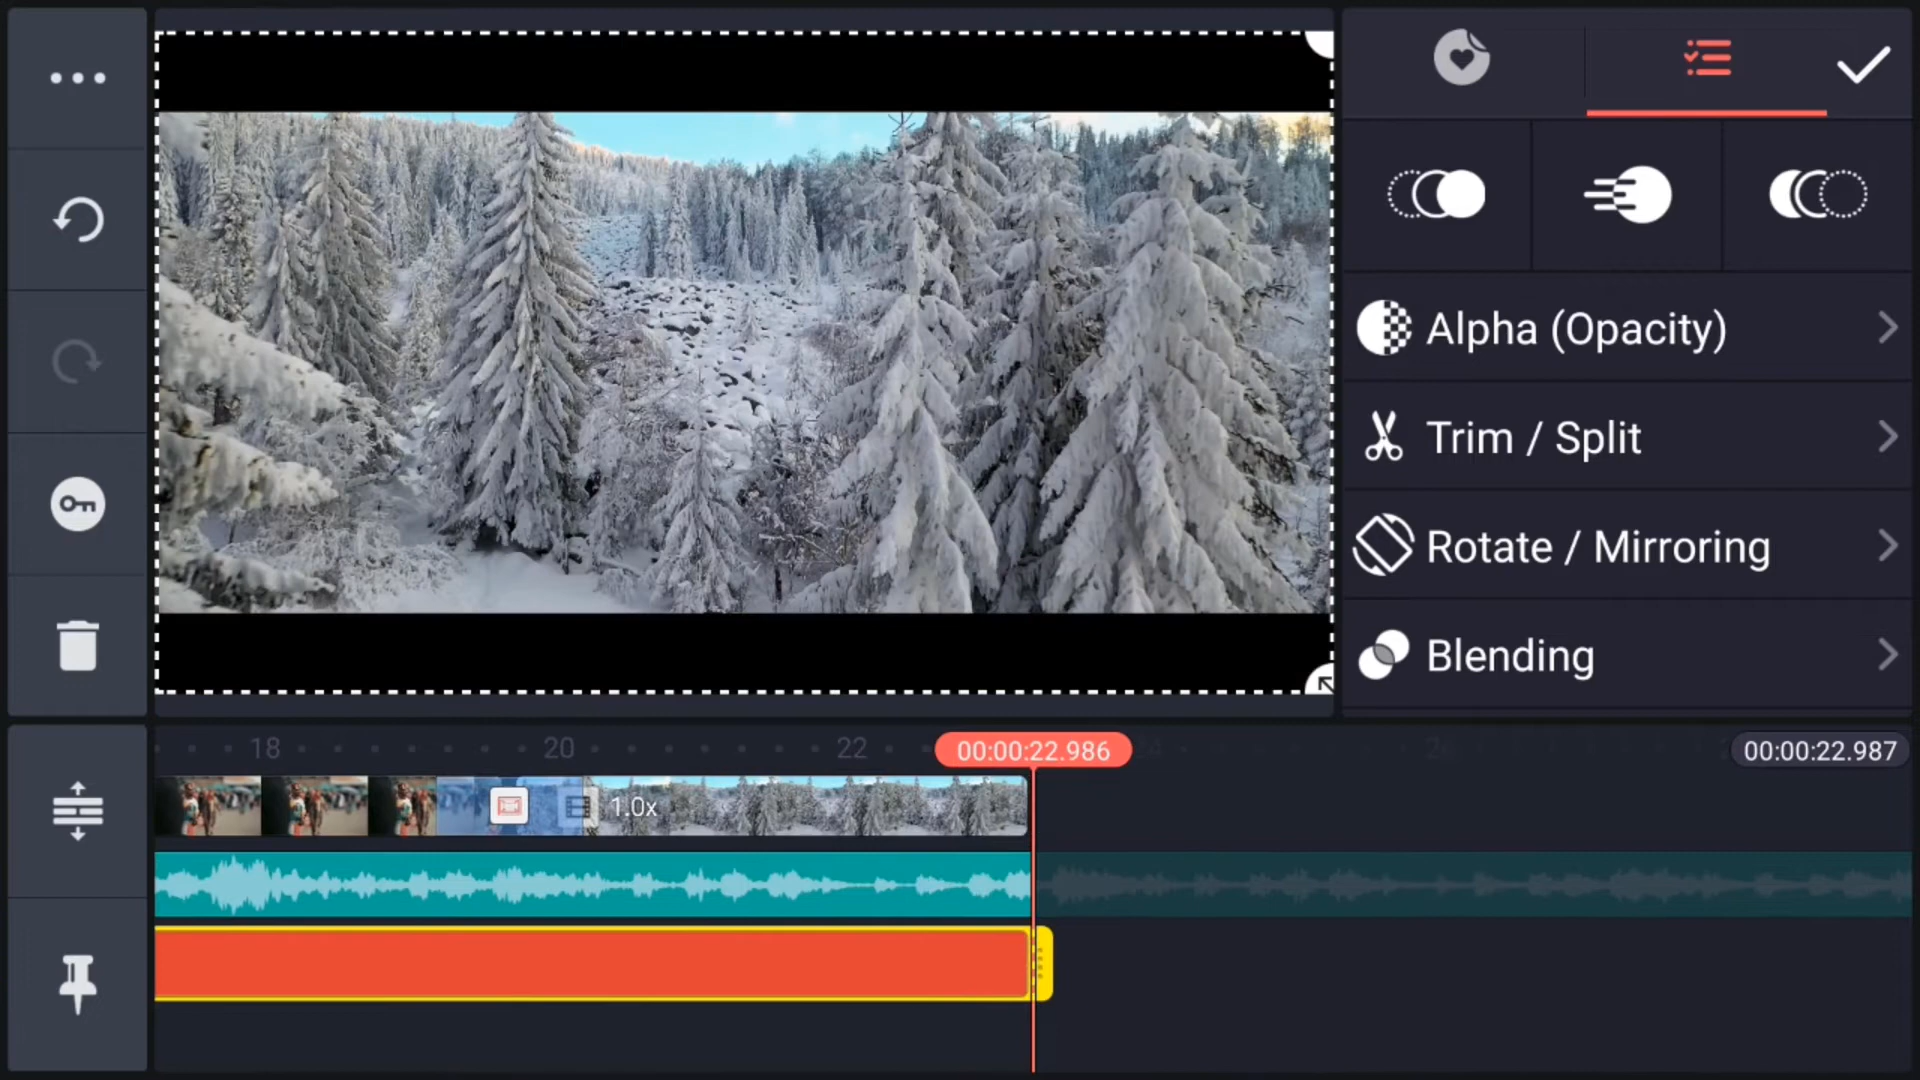 Alpha (Opacity)
Trim / Split
Rotate / Mirroring
Blending
18
20
22
00:00:22.986
00:00:22.987
1.0x